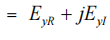 = E_{yR} + jE_{yI}